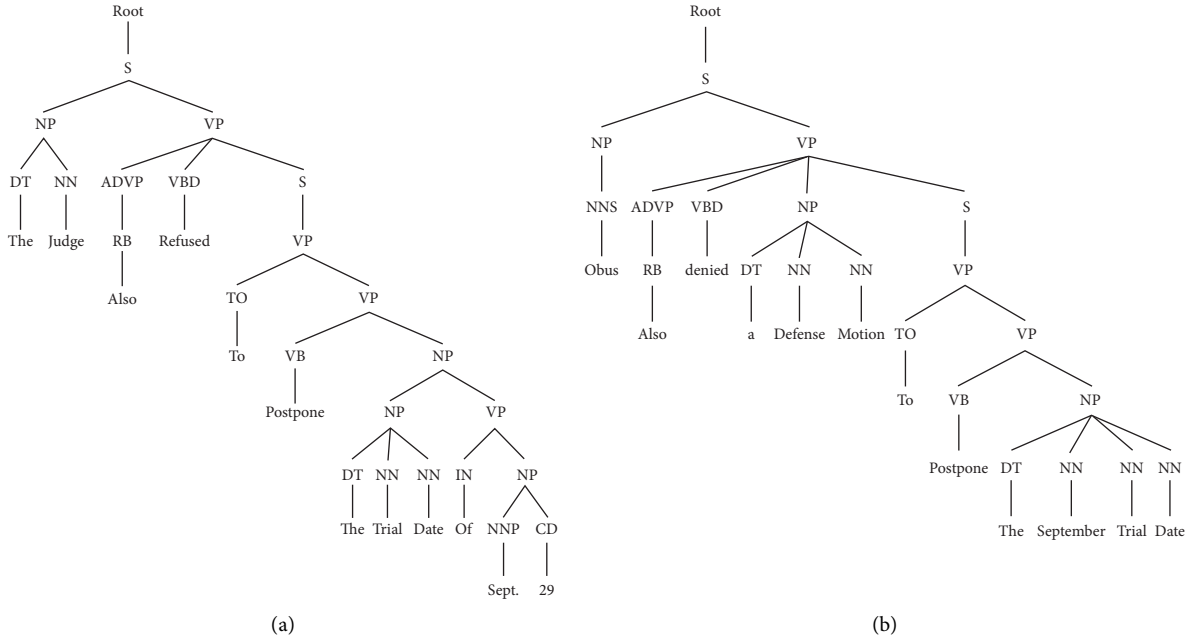 Root
S
NP VP
DT NN ADVP VBD S
The Judge RB Refused VP
Also TO VP
To VB NP
Postpone NP VP
DT NN NN IN NP
The Trial Date Of NNP CD
Sept. 29
(a)
Root
S
NP VP
NNS ADVP VBD NP S
Obus RB denied DT NN NN VP
Also a Defense Motion TO VP
To VB NP
Postpone DT NN NN NN
The September Trial Date
(b)